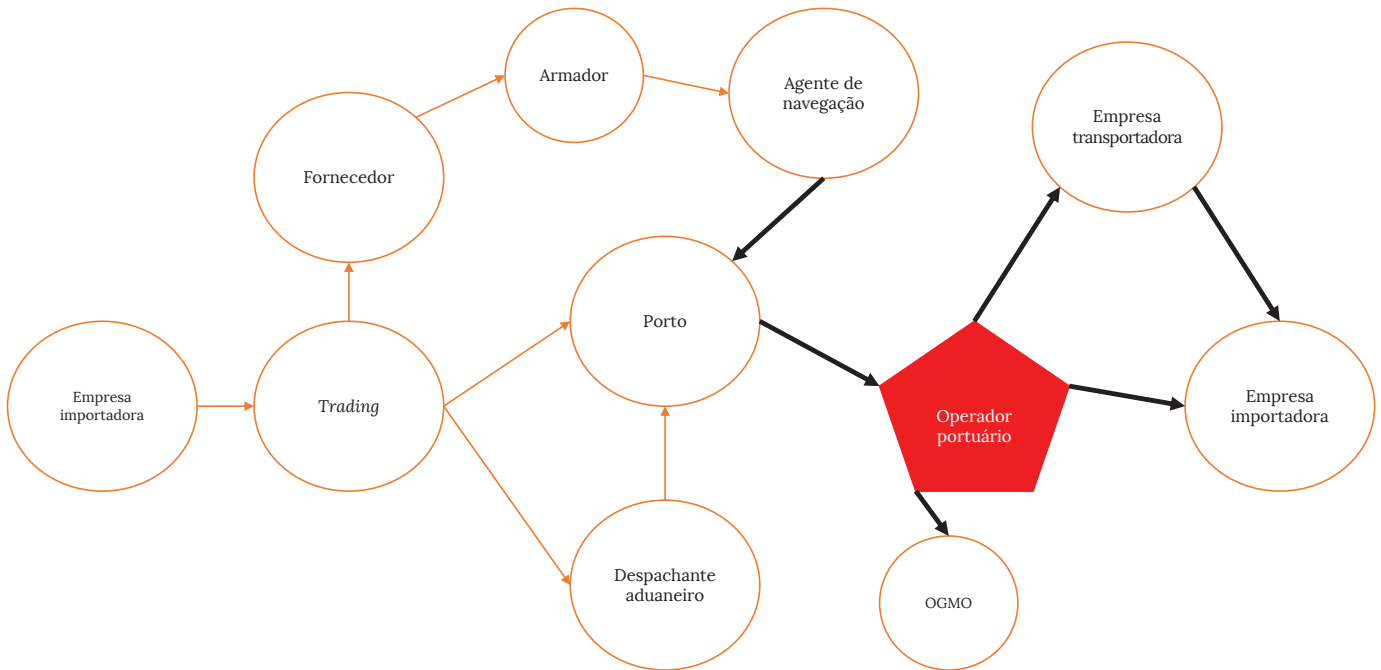 Armador
Agente de
navegação
Empresa
transportadora
Fornecedor
Porto
Empresa
importadora
Trading
Operador
portuário
Empresa
importadora
Despachante
aduaneiro
OGMO